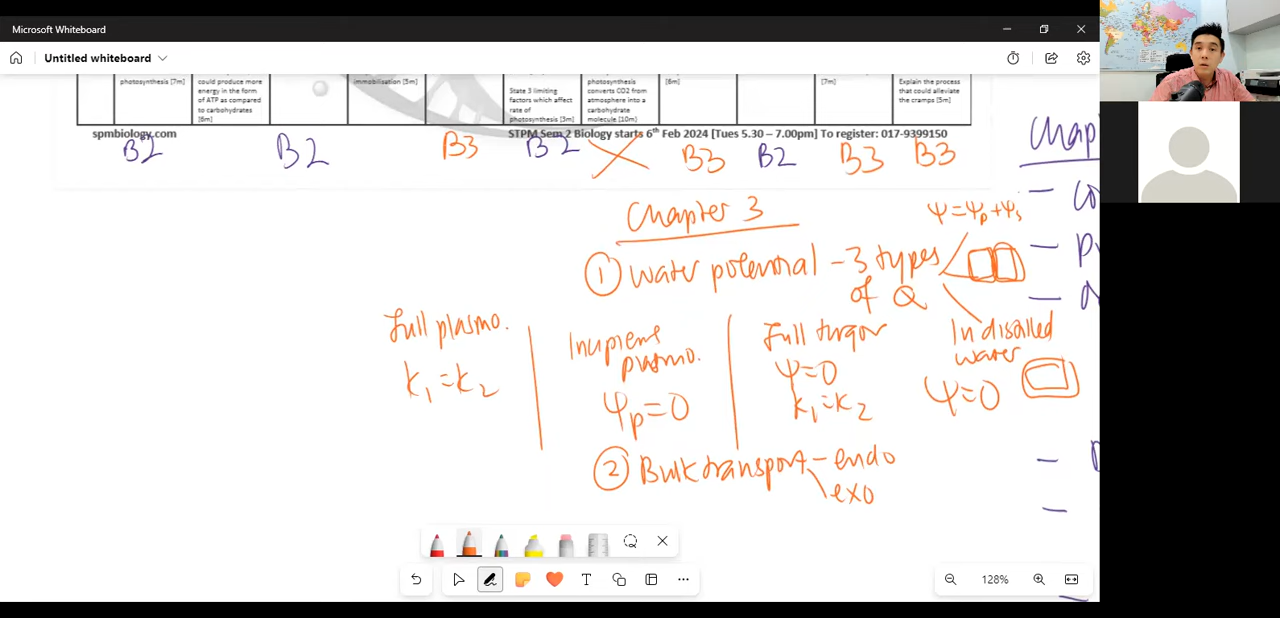 Microsoft Whiteboard
Untitled whiteboard
photosynthesis [7m]
could produce more
energy in the form
of ATP as compared
to carbohydrates
[6m]
immobilisation [5m]
State 3 limiting
factors which affect
rate of
photosynthesis [3m]
photosynthesis
converts CO2 from
atmosphere into a
carbohydrate
molecule [10m]
[6m]
[7m]
Explain the process
that could alleviate
the cramps [5m]
spmbiology.com
STPM Sem 2 Biology starts 6th Feb 2024 [Tues 5.30 – 7.00pm] To register: 017-9399150
B2 B2 B3 B2 B3 B2 B3 B3
Chapter 3
ψ=ψp+ψs
① Water potential - 3 types
of Q
Full plasmo.
K1=K2
plasmo.
ψp=0
Full turgor
ψ=0
K1=K2
In
water
ψ=0
② Bulk transport - endo
exo
128%